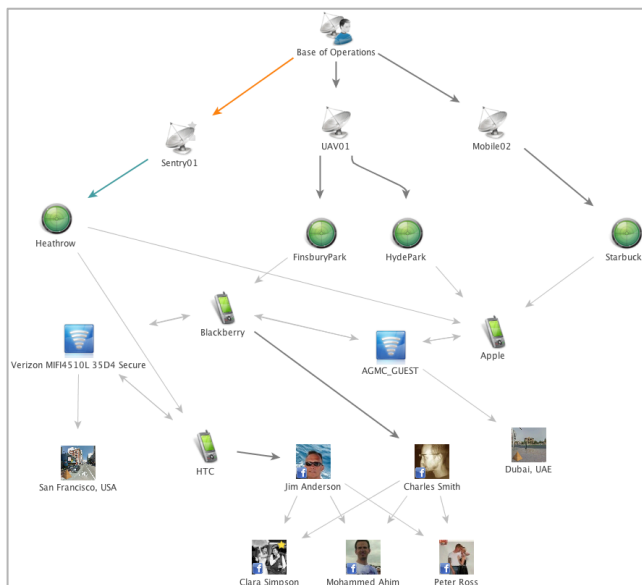 Base of Operations
Sentry01
UAV01
Mobile02
Heathrow
FinsburyPark
HydePark
Starbuck
Blackberry
Apple
Verizon MIFI4510L 35D4 Secure
AGMC_GUEST
San Francisco, USA
HTC
Jim Anderson
Charles Smith
Dubai, UAE
Clara Simpson
Mohammed Ahim
Peter Ross